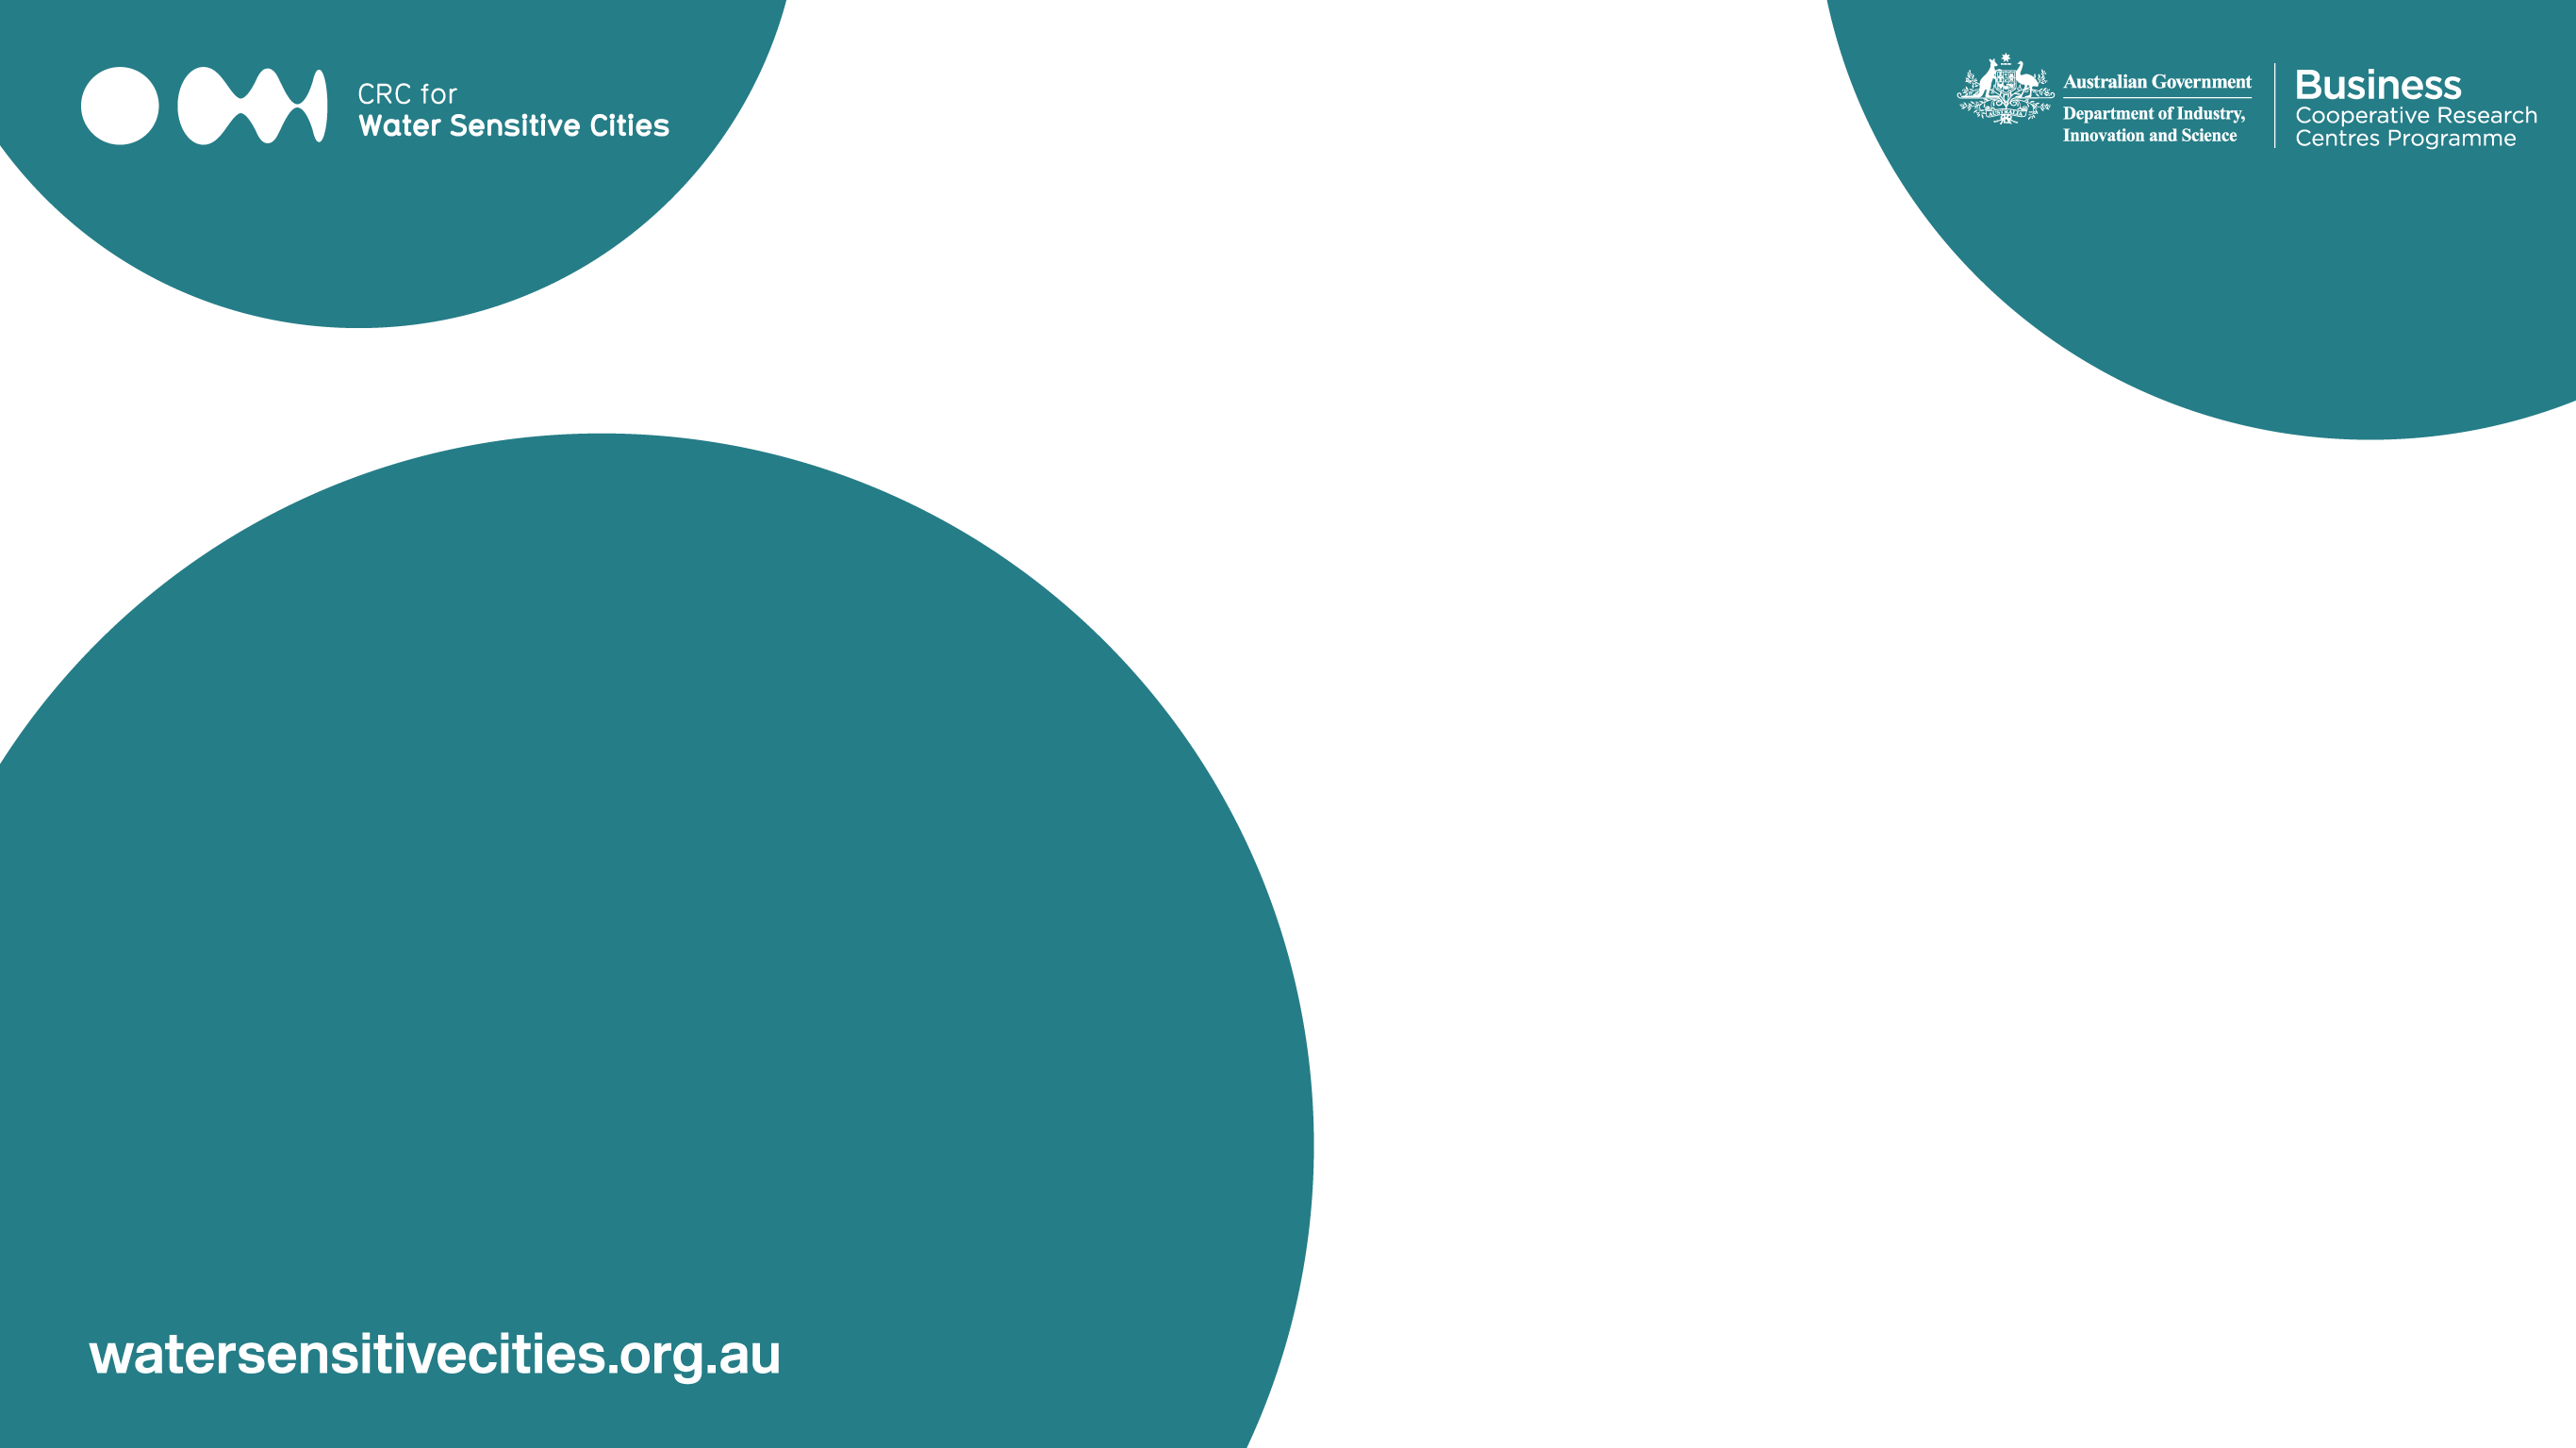 CRC for
Water Sensitive Cities
Australian Government
Department of Industry,
Innovation and Science
Business
Cooperative Research
Centres Programme
watersensitivecities.org.au